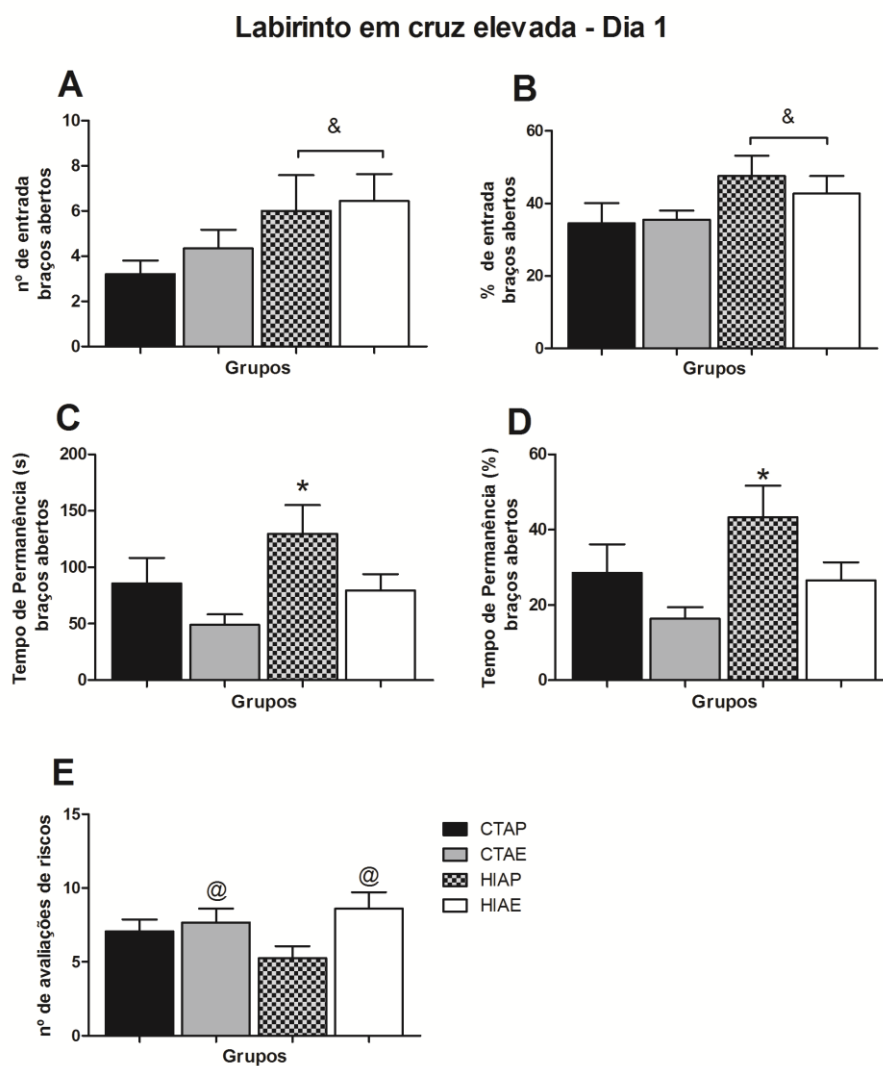 Labirinto em cruz elevada - Dia 1
A
nº de entrada
braços abertos
10
8
6
4
2
0
&
Grupos
B
% de entrada
braços abertos
60
40
20
0
&
Grupos
C
Tempo de Permanência (s)
braços abertos
200
150
100
50
0
*
Grupos
D
Tempo de Permanência (%)
braços abertos
60
40
20
0
*
Grupos
E
nº de avaliações de riscos
15
10
5
0
@
@
Grupos
CTAP
CTAE
HIAP
HIAE